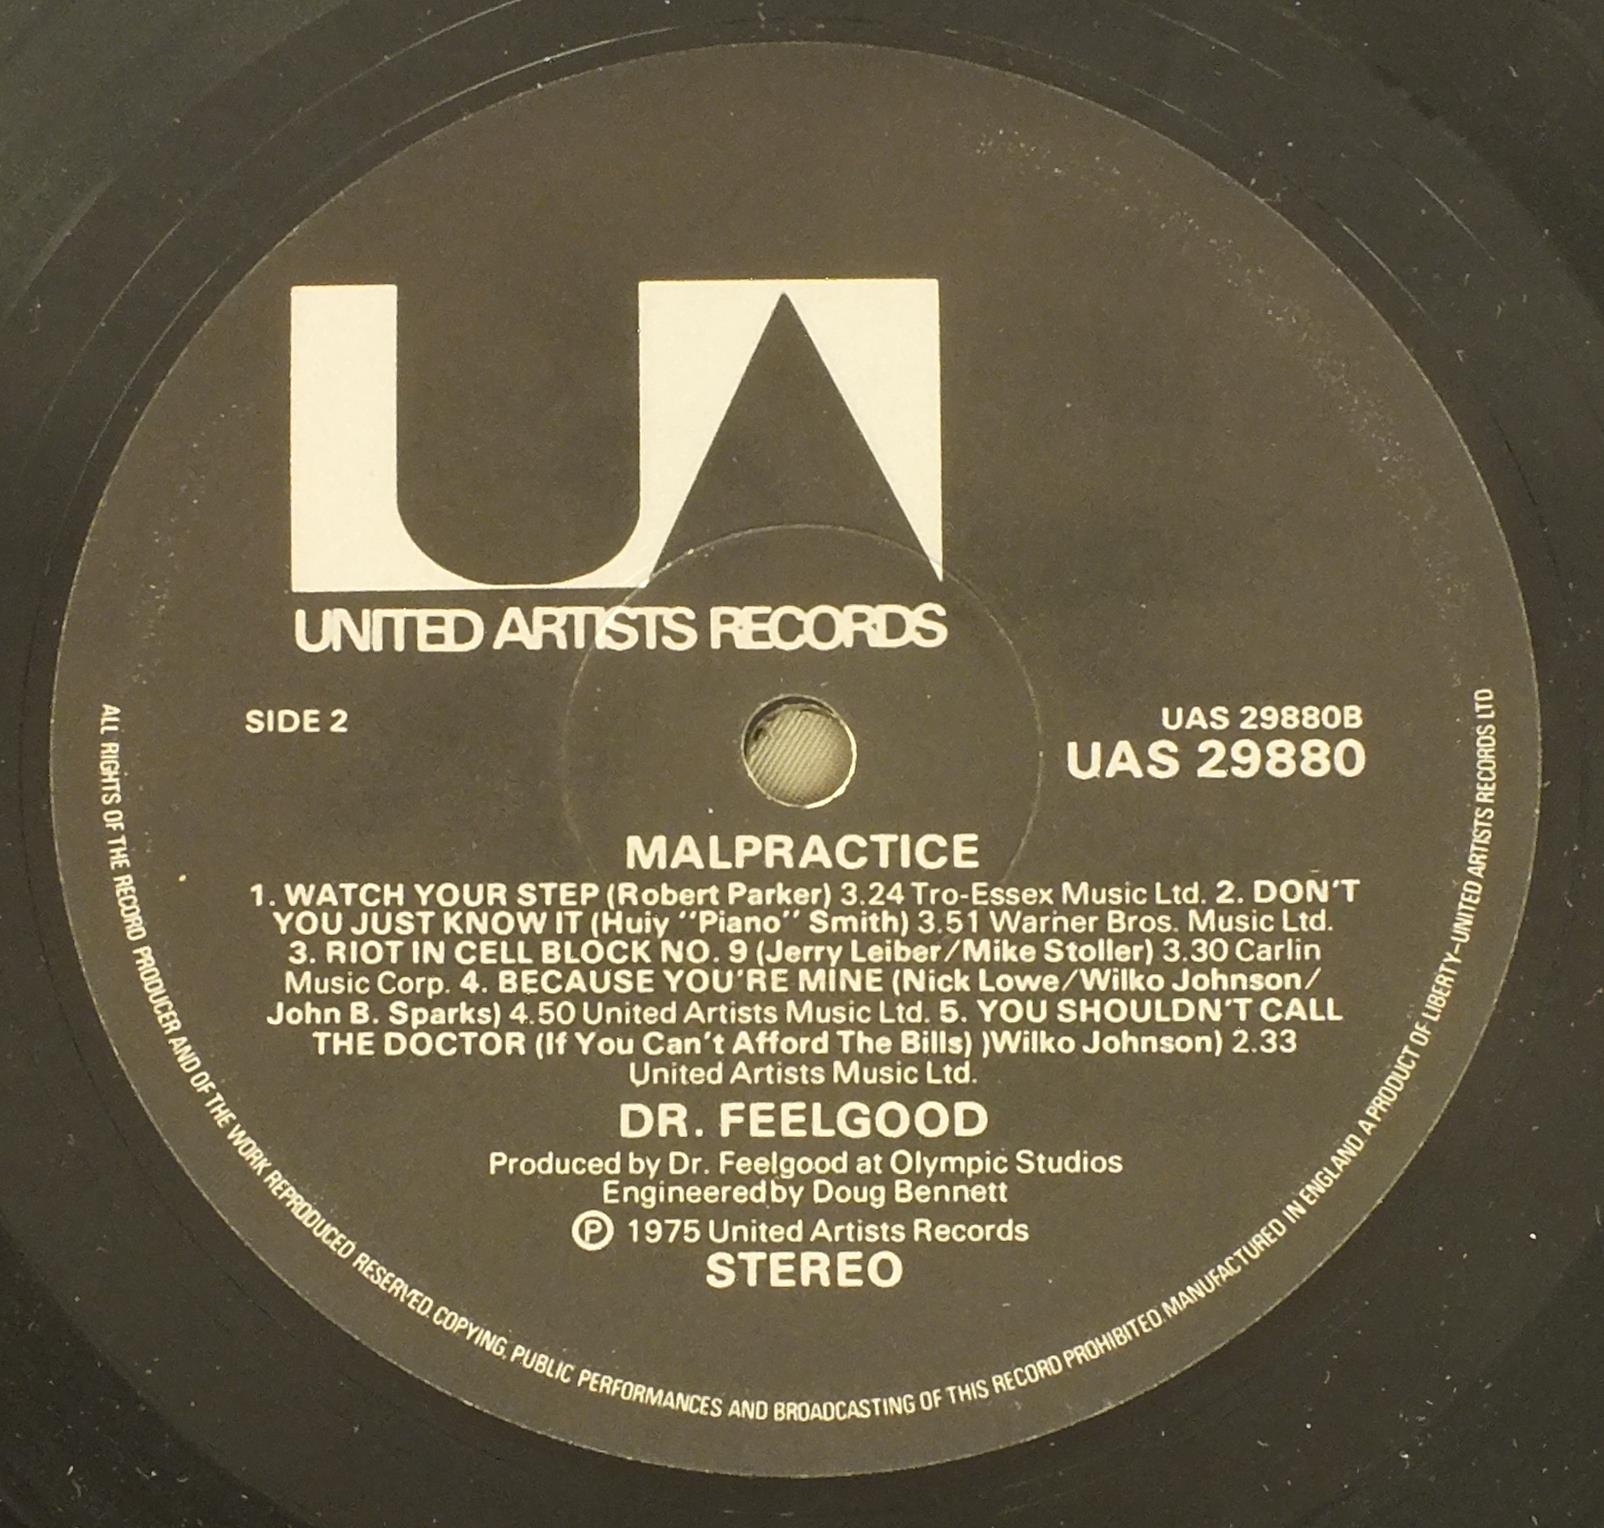 UA
UNITED ARTISTS RECORDS
SIDE 2
UAS 29880B
UAS 29880
MALPRACTICE
1. WATCH YOUR STEP (Robert Parker) 3.24 Tro-Essex Music Ltd. 2. DON'T
YOU JUST KNOW IT (Huiy "Piano" Smith) 3.51 Warner Bros. Music Ltd.
3. RIOT IN CELL BLOCK NO. 9 (Jerry Leiber/Mike Stoller) 3.30 Carlin
Music Corp. 4. BECAUSE YOU'RE MINE (Nick Lowe/Wilko Johnson/
John B. Sparks) 4.50 United Artists Music Ltd. 5. YOU SHOULDN'T CALL
THE DOCTOR (If You Can't Afford The Bills) )Wilko Johnson) 2.33
United Artists Music Ltd.
DR. FEELGOOD
Produced by Dr. Feelgood at Olympic Studios
Engineered by Doug Bennett
Ⓟ 1975 United Artists Records
STEREO
ALL RIGHTS OF THE RECORD PRODUCER AND OF THE WORK REPRODUCED RESERVED. COPYING, PUBLIC PERFORMANCES AND BROADCASTING OF THIS RECORD PROHIBITED. MANUFACTURED IN ENGLAND. A PRODUCT OF LIBERTY-UNITED ARTISTS RECORDS LTD